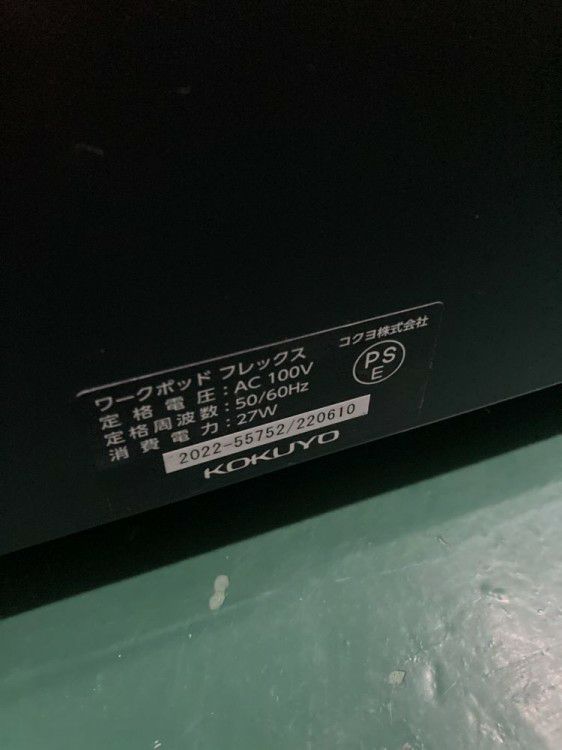 ワークポッド フレックス
コクヨ株式会社
定格電圧:AC 100V
定格周波数:50/60Hz
消費電力:27W
PS
E
2022-55752/220610
KOKUYO